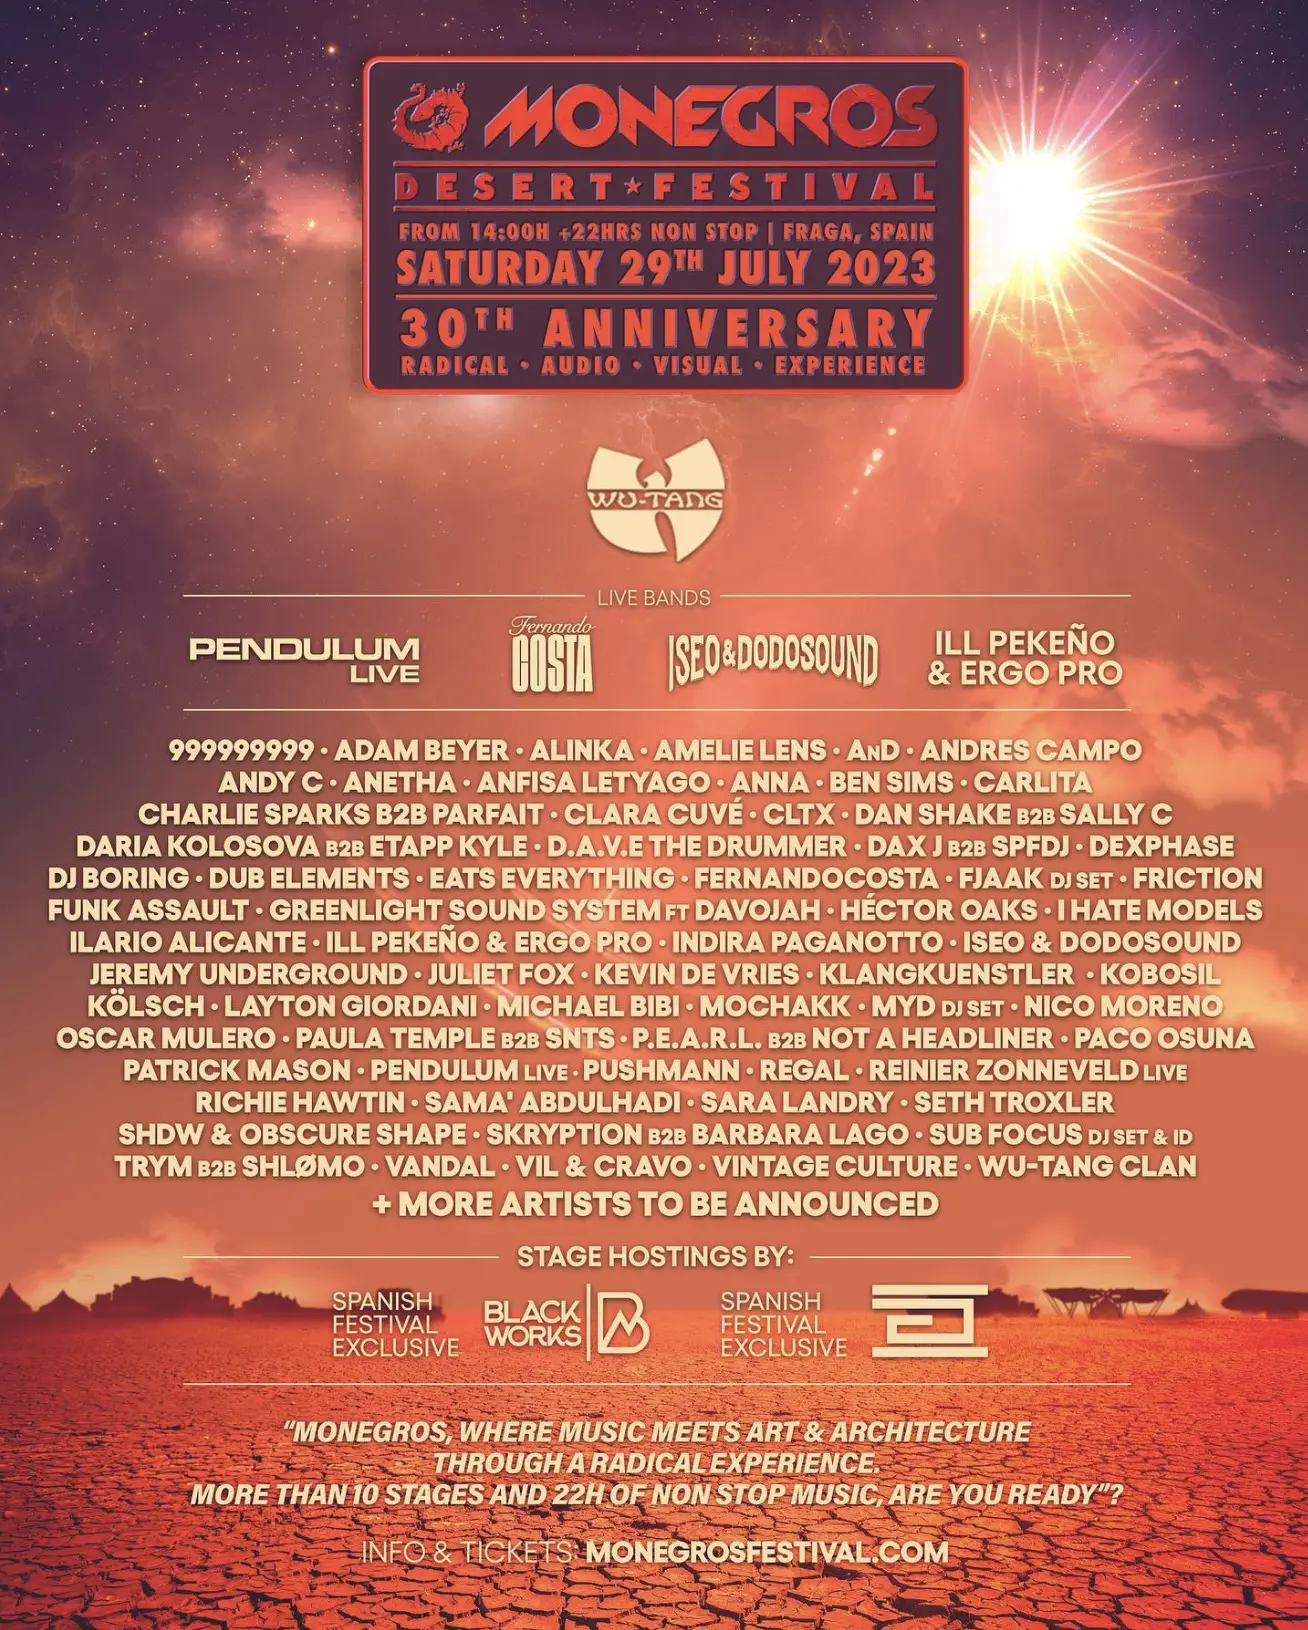 MONEGROS
DESERT★FESTIVAL
FROM 14:00H +22HRS NON STOP | FRAGA, SPAIN
SATURDAY 29TH JULY 2023
30TH ANNIVERSARY
RADICAL • AUDIO • VISUAL • EXPERIENCE
WU-TANG
LIVE BANDS
PENDULUM LIVE
Fernando COSTA
ISEO & DODOSOUND
ILL PEKEÑO & ERGO PRO
999999999 • ADAM BEYER • ALINKA • AMELIE LENS • AND • ANDRES CAMPO
ANDY C • ANETHA • ANFISA LETYAGO • ANNA • BEN SIMS • CARLITA
CHARLIE SPARKS B2B PARFAIT • CLARA CUVÉ • CLTX • DAN SHAKE B2B SALLY C
DARIA KOLOSOVA B2B ETAPP KYLE • D.A.V.E THE DRUMMER • DAX J B2B SPFDJ • DEXPHASE
DJ BORING • DUB ELEMENTS • EATS EVERYTHING • FERNANDOCOSTA • FJAAK DJ SET • FRICTION
FUNK ASSAULT • GREENLIGHT SOUND SYSTEM FT DAVOJAH • HÉCTOR OAKS • I HATE MODELS
ILARIO ALICANTE • ILL PEKEÑO & ERGO PRO • INDIRA PAGANOTTO • ISEO & DODOSOUND
JEREMY UNDERGROUND • JULIET FOX • KEVIN DE VRIES • KLANGKUENSTLER • KOBOSIL
KÖLSCH • LAYTON GIORDANI • MICHAEL BIBI • MOCHAKK • MYD DJ SET • NICO MORENO
OSCAR MULERO • PAULA TEMPLE B2B SNTS • P.E.A.R.L. B2B NOT A HEADLINER • PACO OSUNA
PATRICK MASON • PENDULUM LIVE • PUSHMANN • REGAL • REINIER ZONNEVELD LIVE
RICHIE HAWTIN • SAMA' ABDULHADI • SARA LANDRY • SETH TROXLER
SHDW & OBSCURE SHAPE • SKRYPTION B2B BARBARA LAGO • SUB FOCUS DJ SET & ID
TRYM B2B SHLØMO • VANDAL • VIL & CRAVO • VINTAGE CULTURE • WU-TANG CLAN
+ MORE ARTISTS TO BE ANNOUNCED
STAGE HOSTINGS BY:
SPANISH FESTIVAL EXCLUSIVE
BLACK WORKS
SPANISH FESTIVAL EXCLUSIVE
"MONEGROS, WHERE MUSIC MEETS ART & ARCHITECTURE
THROUGH A RADICAL EXPERIENCE.
MORE THAN 10 STAGES AND 22H OF NON STOP MUSIC, ARE YOU READY"?
INFO & TICKETS: MONEGROSFESTIVAL.COM